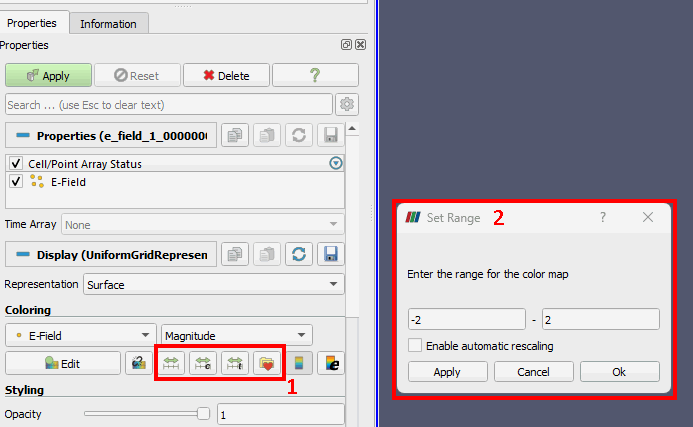 Properties
Information
Properties
Apply
Reset
Delete
?
Search ... (use Esc to clear text)
Properties (e_field_1_000000
Cell/Point Array Status
E-Field
Time Array
None
Display (UniformGridRepresen
Representation
Surface
Coloring
E-Field
Magnitude
Edit
c
t
e
1
Styling
Opacity
1
Set Range
2
?
Enter the range for the color map
-2
-
2
Enable automatic rescaling
Apply
Cancel
Ok